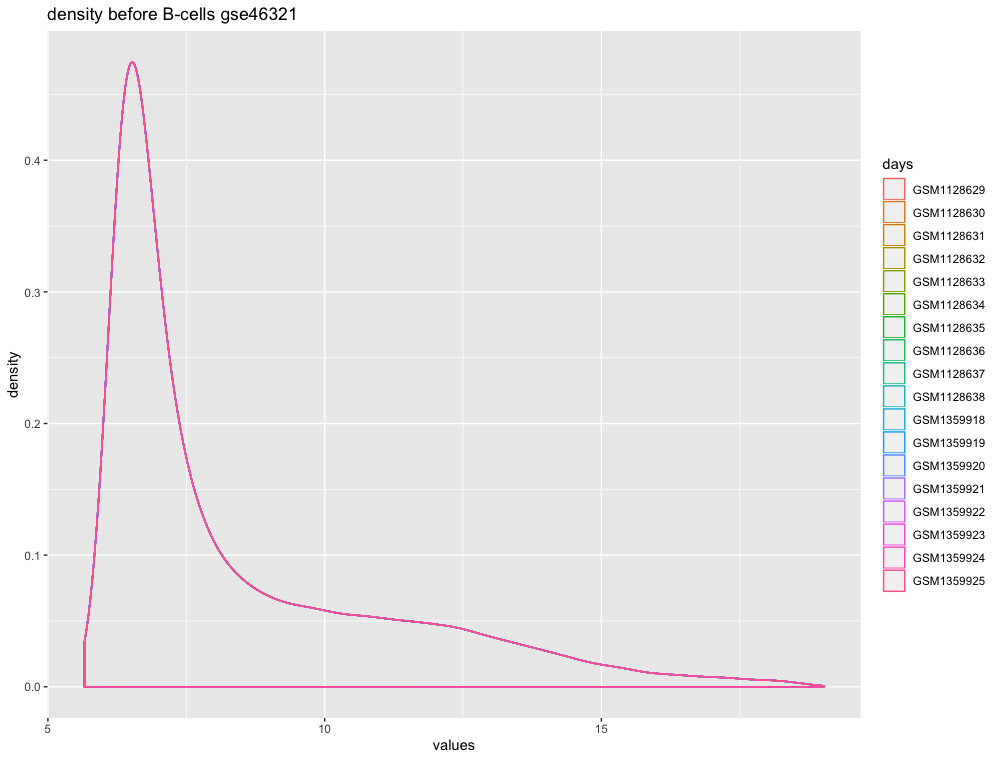 density before B-cells gse46321
density
0.4
0.3
0.2
0.1
0.0
5
10
15
values
days
GSM1128629
GSM1128630
GSM1128631
GSM1128632
GSM1128633
GSM1128634
GSM1128635
GSM1128636
GSM1128637
GSM1128638
GSM1359918
GSM1359919
GSM1359920
GSM1359921
GSM1359922
GSM1359923
GSM1359924
GSM1359925